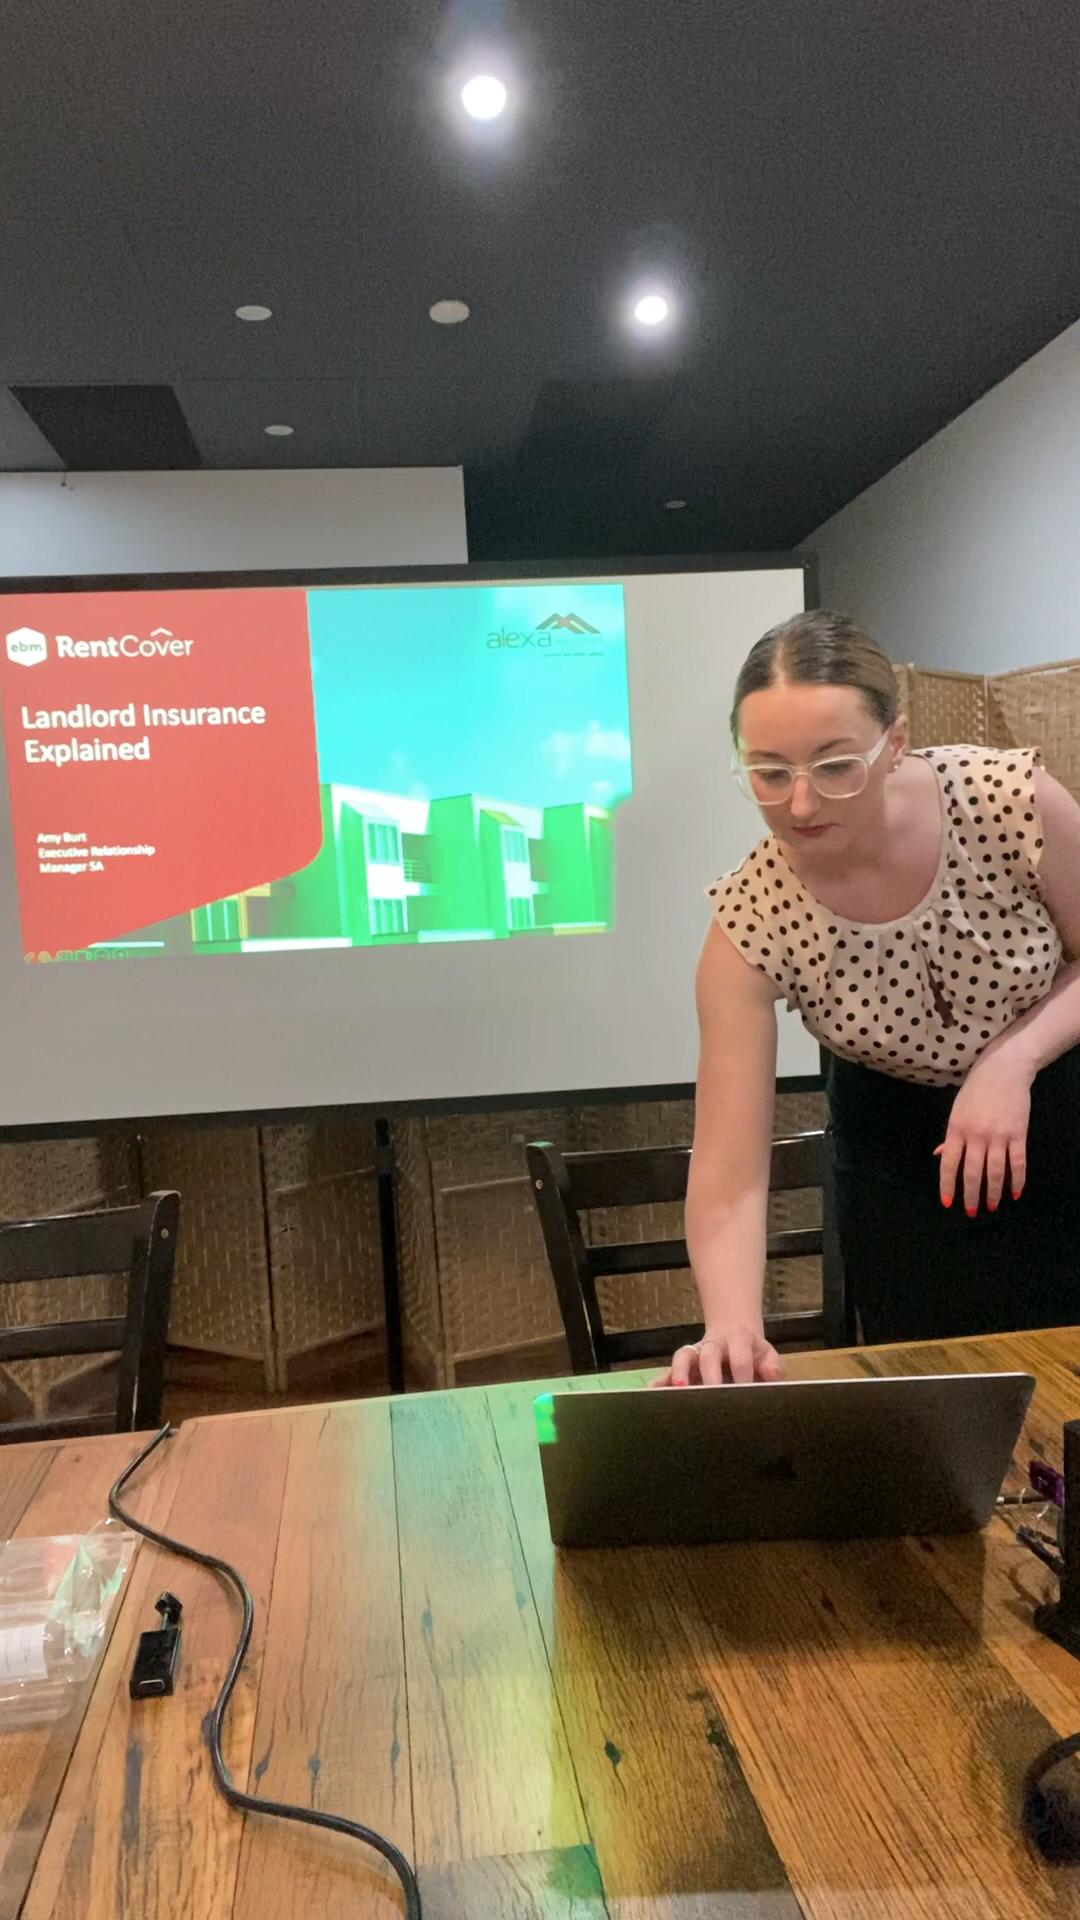 ebm RentCover
alexa
Landlord Insurance
Explained
Amy Burt
Executive Relationship
Manager SA